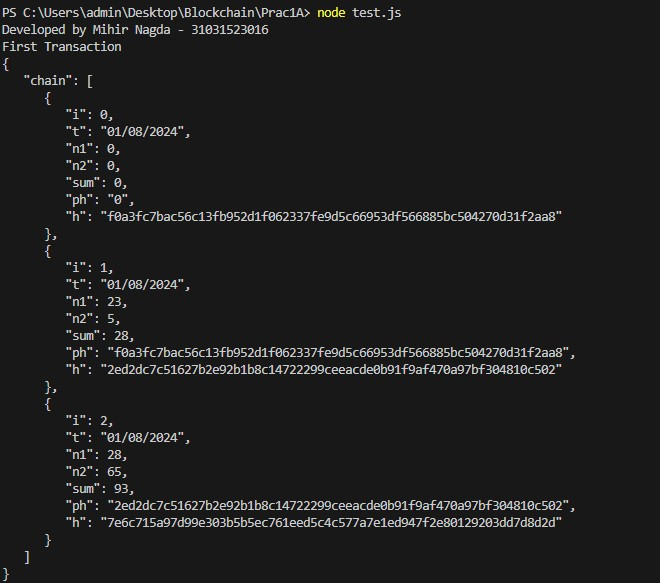 PS C:\Users\admin\Desktop\Blockchain\Prac1A> node test.js
Developed by Mihir Nagda - 31031523016
First Transaction
{
   "chain": [
      {
         "i": 0,
         "t": "01/08/2024",
         "n1": 0,
         "n2": 0,
         "sum": 0,
         "ph": "0",
         "h": "f0a3fc7bac56c13fb952d1f062337fe9d5c66953df566885bc504270d31f2aa8"
      },
      {
         "i": 1,
         "t": "01/08/2024",
         "n1": 23,
         "n2": 5,
         "sum": 28,
         "ph": "f0a3fc7bac56c13fb952d1f062337fe9d5c66953df566885bc504270d31f2aa8",
         "h": "2ed2dc7c51627b2e92b1b8c14722299ceeacde0b91f9af470a97bf304810c502"
      },
      {
         "i": 2,
         "t": "01/08/2024",
         "n1": 28,
         "n2": 65,
         "sum": 93,
         "ph": "2ed2dc7c51627b2e92b1b8c14722299ceeacde0b91f9af470a97bf304810c502",
         "h": "7e6c715a97d99e303b5b5ec761eed5c4c577a7e1ed947f2e80129203dd7d8d2d"
      }
   ]
}